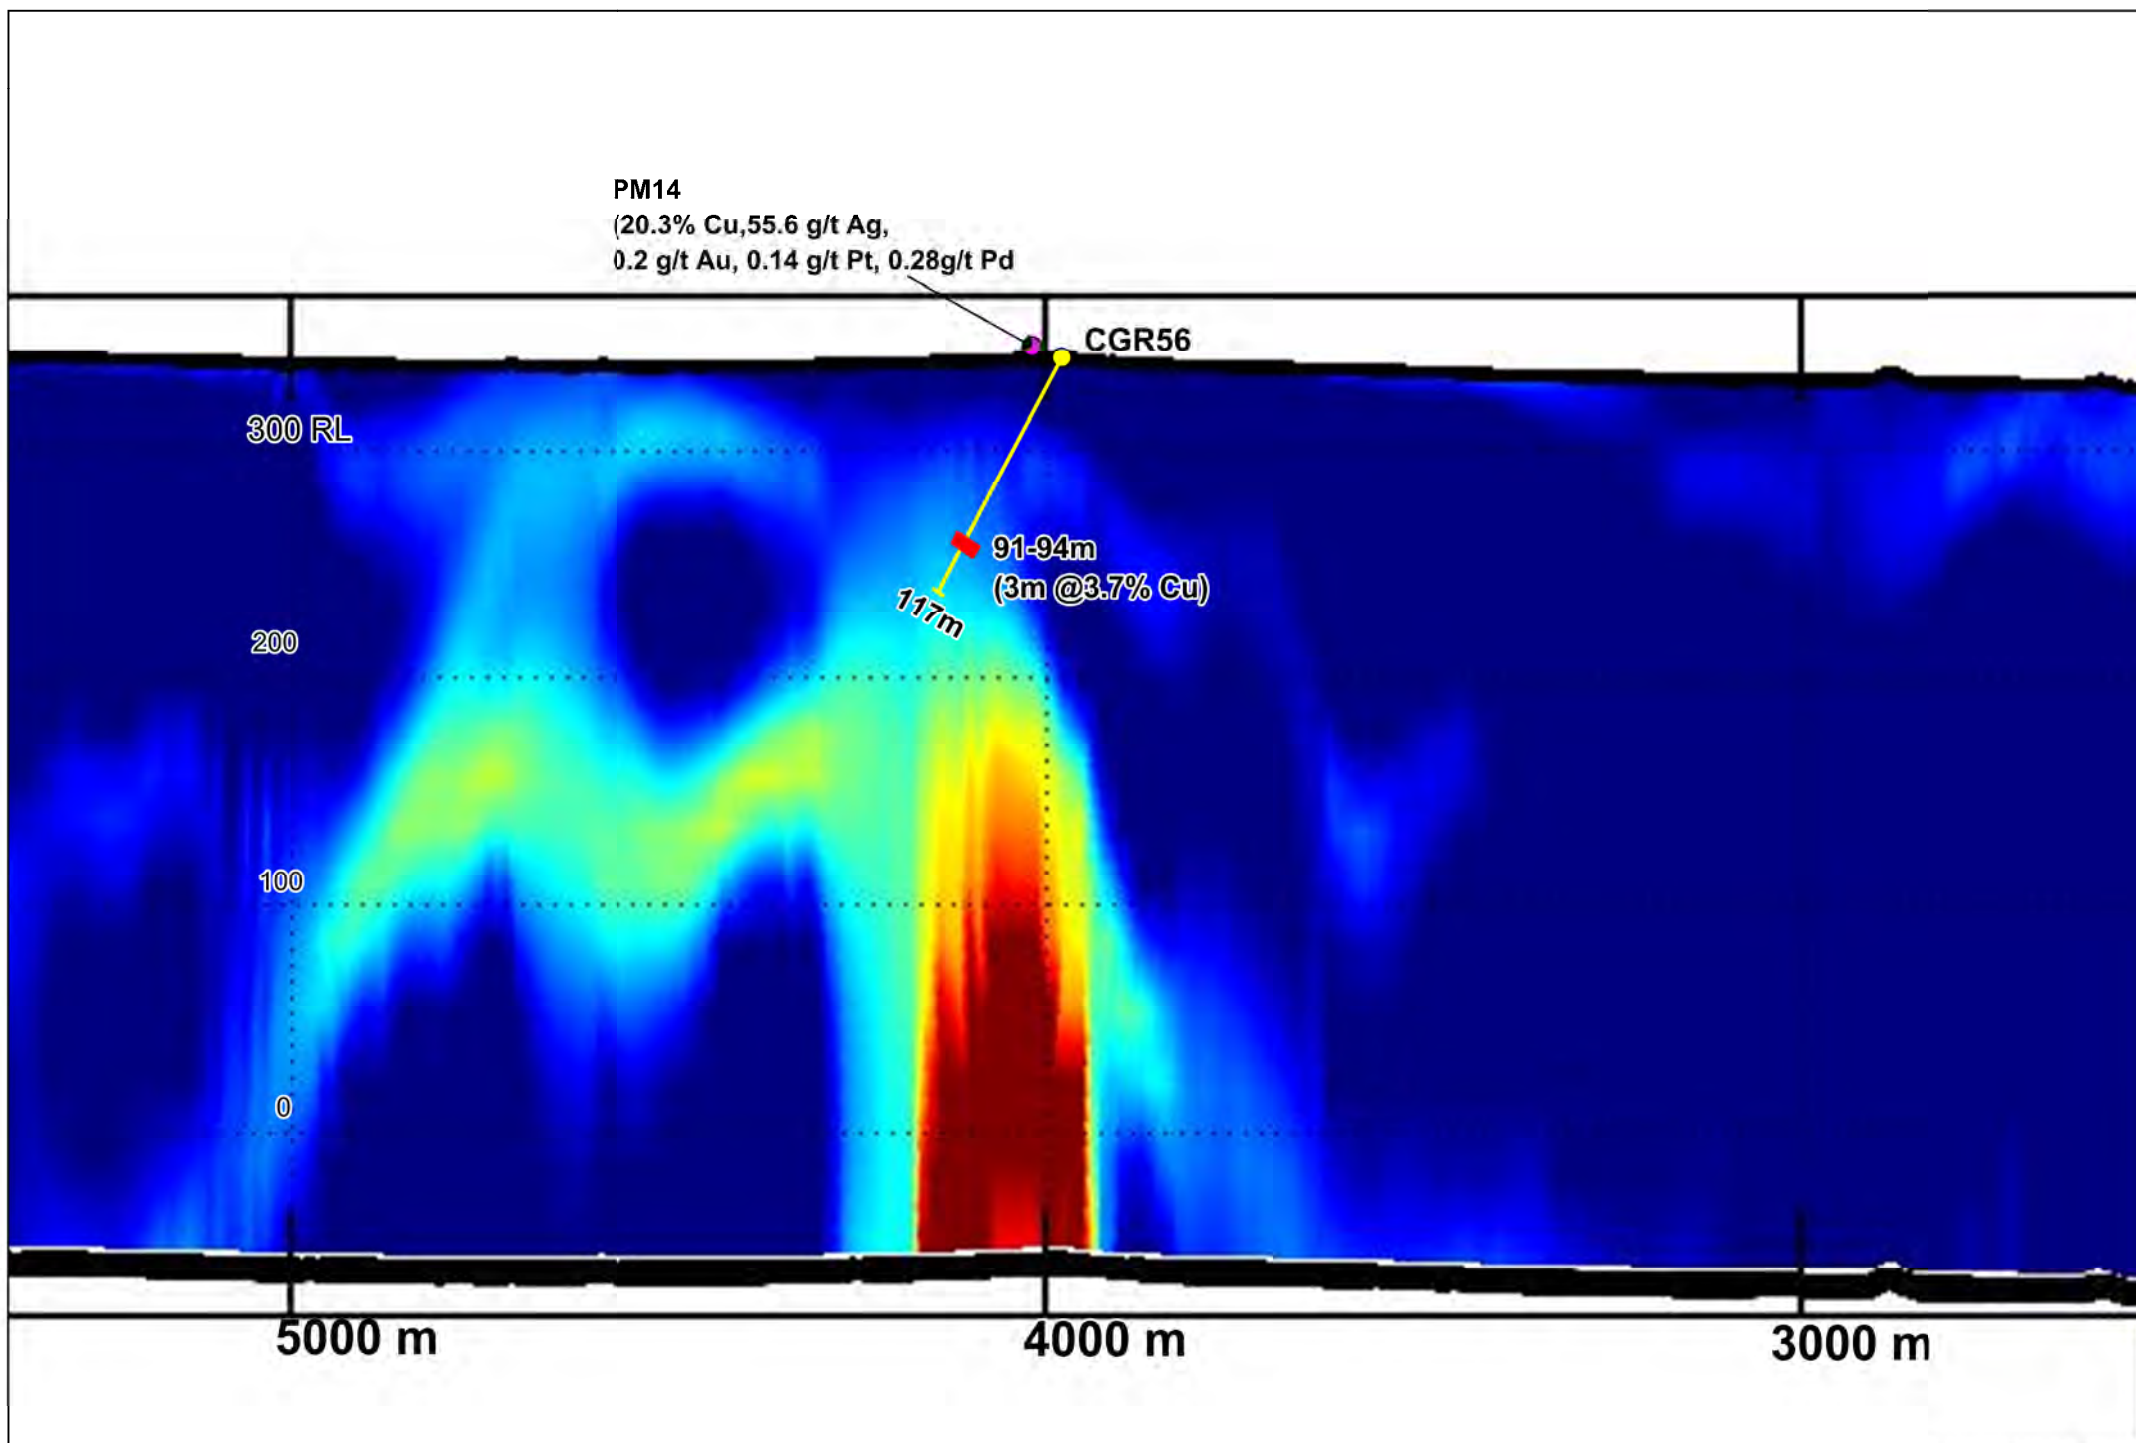 PM14
(20.3% Cu,55.6 g/t Ag,
0.2 g/t Au, 0.14 g/t Pt, 0.28g/t Pd
CGR56
300 RL
91-94m
(3m @3.7% Cu)
117m
200
100
0
5000 m
4000 m
3000 m